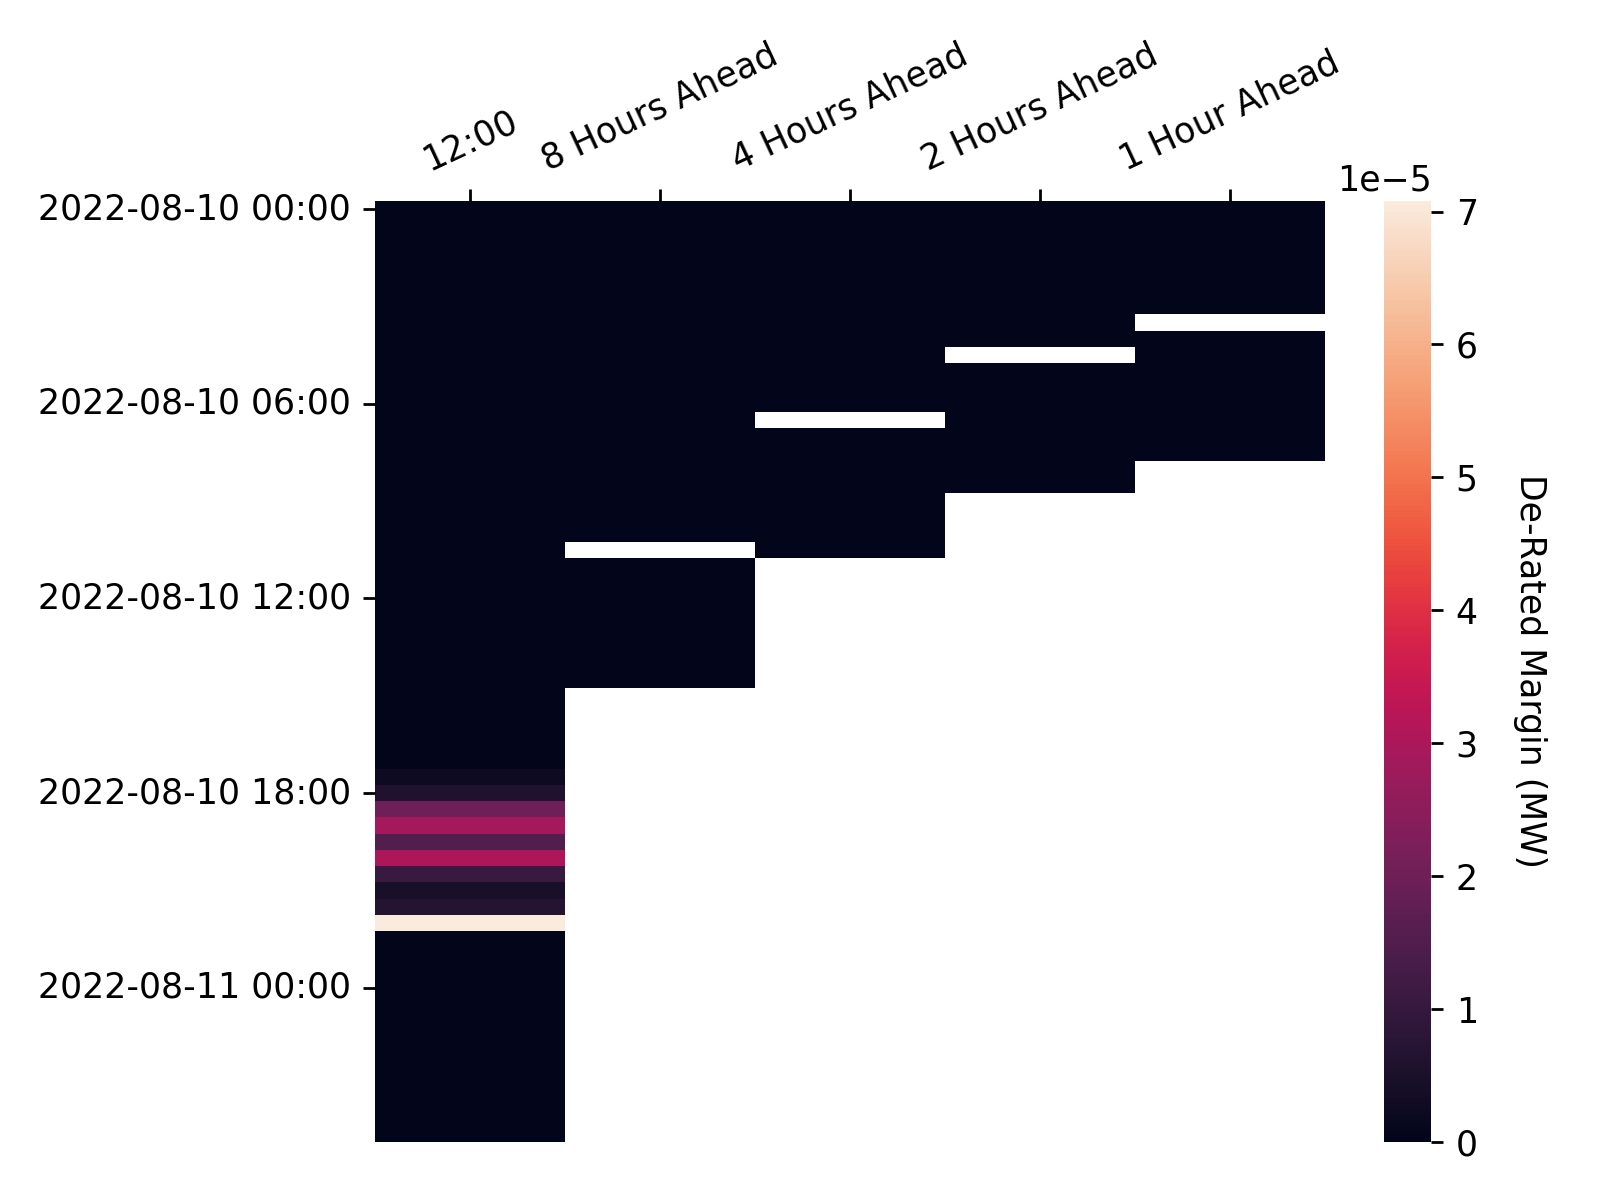 12:00
8 Hours Ahead
4 Hours Ahead
2 Hours Ahead
1 Hour Ahead
2022-08-10 00:00
2022-08-10 06:00
2022-08-10 12:00
2022-08-10 18:00
2022-08-11 00:00
1e−5
7
6
5
4
3
2
1
0
De-Rated Margin (MW)